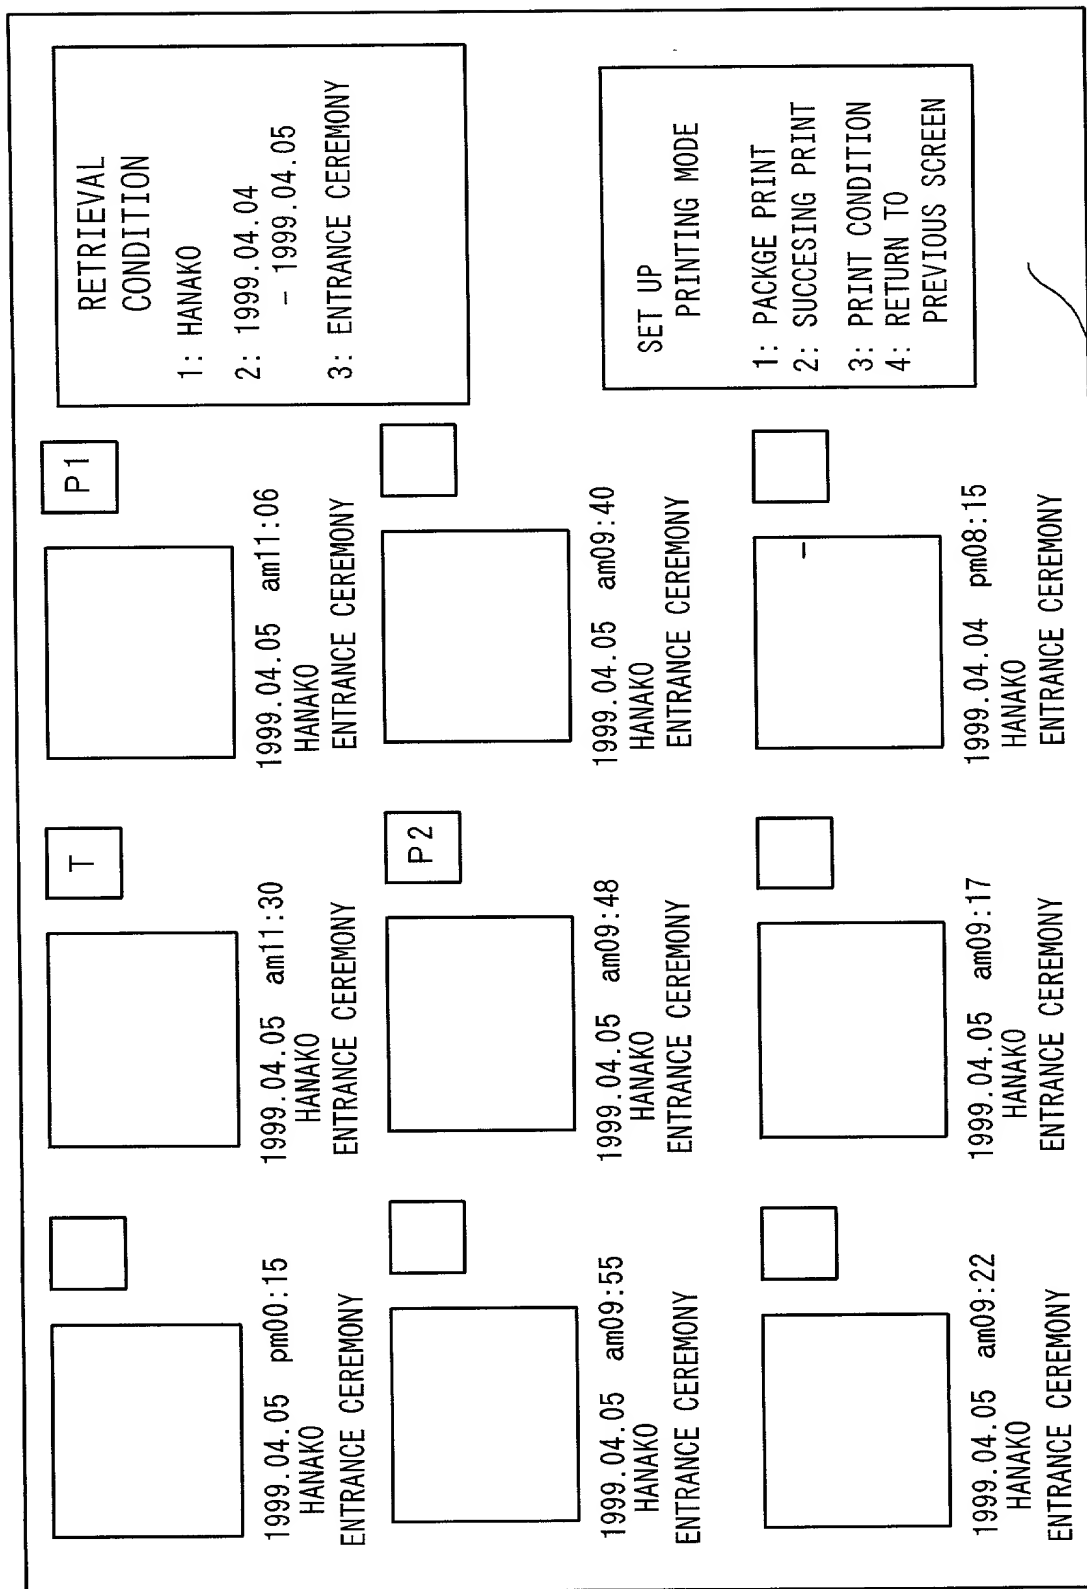 1999.04.05 pm00:15
HANAKO
ENTRANCE CEREMONY
T
1999.04.05 am11:30
HANAKO
ENTRANCE CEREMONY
P1
1999.04.05 am11:06
HANAKO
ENTRANCE CEREMONY
RETRIEVAL
CONDITION
1: HANAKO
2: 1999.04.04
- 1999.04.05
3: ENTRANCE CEREMONY
1999.04.05 am09:55
HANAKO
ENTRANCE CEREMONY
P2
1999.04.05 am09:48
HANAKO
ENTRANCE CEREMONY
1999.04.05 am09:40
HANAKO
ENTRANCE CEREMONY
SET UP
PRINTING MODE
1: PACKGE PRINT
2: SUCCESING PRINT
3: PRINT CONDITION
4: RETURN TO
PREVIOUS SCREEN
1999.04.05 am09:22
HANAKO
ENTRANCE CEREMONY
1999.04.05 am09:17
HANAKO
ENTRANCE CEREMONY
1999.04.04 pm08:15
HANAKO
ENTRANCE CEREMONY